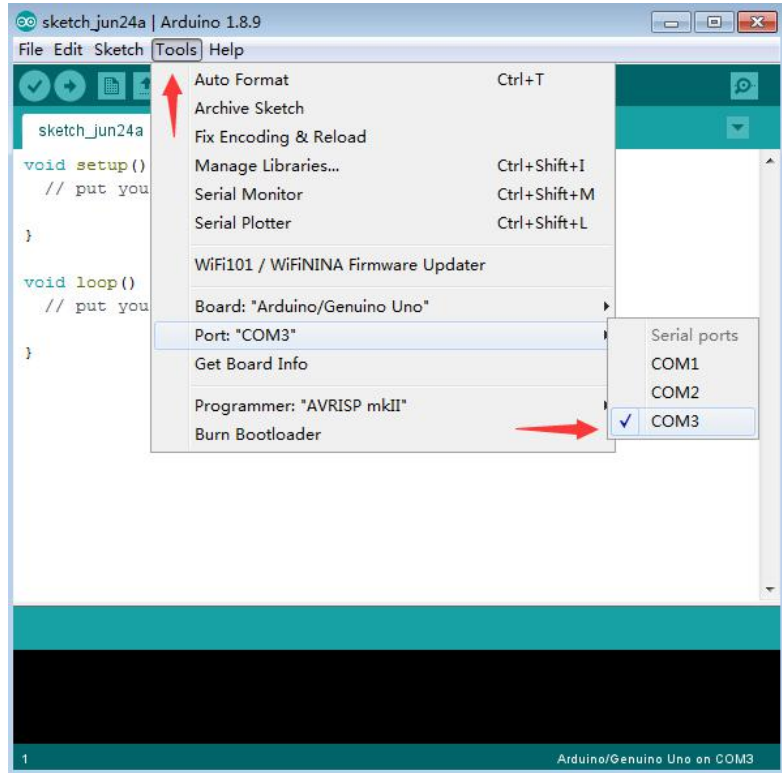 sketch_jun24a | Arduino 1.8.9
File Edit Sketch Tools Help
sketch_jun24a
void setup()
// put you
}
void loop()
// put you
}
Auto Format Ctrl+T
Archive Sketch
Fix Encoding & Reload
Manage Libraries... Ctrl+Shift+I
Serial Monitor Ctrl+Shift+M
Serial Plotter Ctrl+Shift+L
WiFi101 / WiFiNINA Firmware Updater
Board: "Arduino/Genuino Uno"
Port: "COM3"
Get Board Info
Programmer: "AVRISP mkII"
Burn Bootloader
Serial ports
COM1
COM2
COM3
1 Arduino/Genuino Uno on COM3